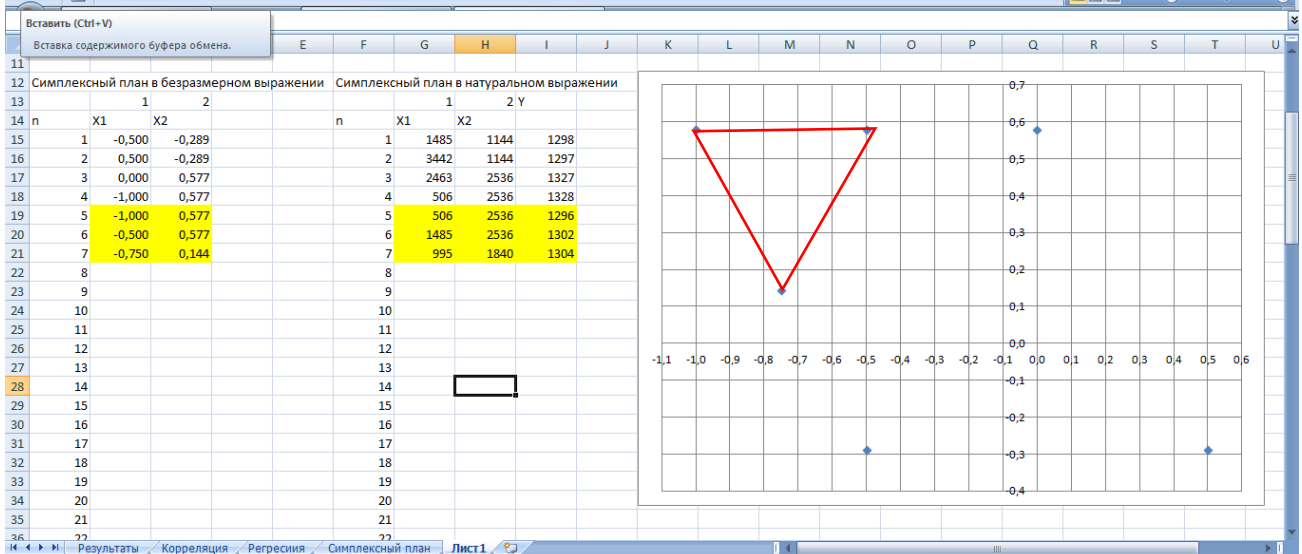 Вставить (Ctrl+V)
Вставка содержимого буфера обмена.
E F G H I J K L M N O P Q R S T U
11
12 Симплексный план в безразмерном выражении Симплексный план в натуральном выражении
13 1 2 1 2 Y
14 n X1 X2 n X1 X2
15 1 -0,500 -0,289 1 1485 1144 1298
16 2 0,500 -0,289 2 3442 1144 1297
17 3 0,000 0,577 3 2463 2536 1327
18 4 -1,000 0,577 4 506 2536 1328
19 5 -1,000 0,577 5 506 2536 1296
20 6 -0,500 0,577 6 1485 2536 1302
21 7 -0,750 0,144 7 995 1840 1304
22 8 8
23 9 9
24 10 10
25 11 11
26 12 12
27 13 13
28 14 14
29 15 15
30 16 16
31 17 17
32 18 18
33 19 19
34 20 20
35 21 21
36 22 22
0,7
0,6
0,5
0,4
0,3
0,2
0,1
0,0
-1,1 -1,0 -0,9 -0,8 -0,7 -0,6 -0,5 -0,4 -0,3 -0,2 -0,1 0,0 0,1 0,2 0,3 0,4 0,5 0,6
-0,1
-0,2
-0,3
-0,4
Результаты Корреляция Регресиия Симплексный план Лист1